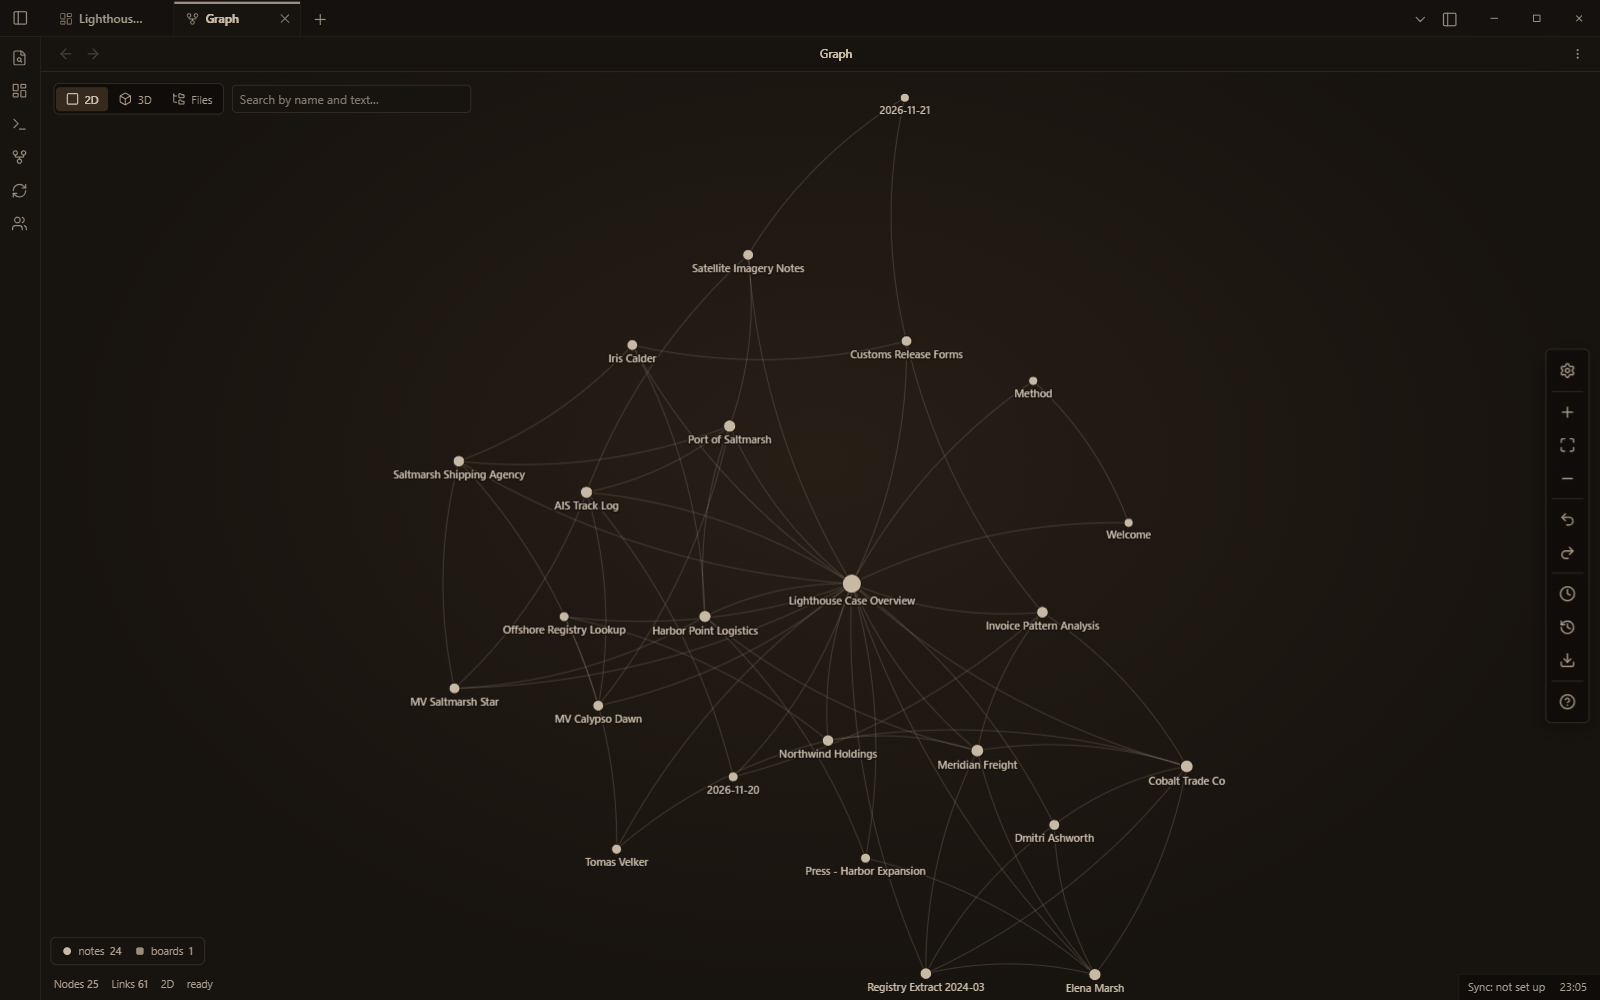 Lighthous...
Graph
Graph
2D
3D
Files
Search by name and text...
2026-11-21
Satellite Imagery Notes
Iris Calder
Customs Release Forms
Method
Port of Saltmarsh
Saltmarsh Shipping Agency
AIS Track Log
Welcome
Lighthouse Case Overview
Offshore Registry Lookup
Harbor Point Logistics
Invoice Pattern Analysis
MV Saltmarsh Star
MV Calypso Dawn
Northwind Holdings
Meridian Freight
Cobalt Trade Co
2026-11-20
Dmitri Ashworth
Tomas Velker
Press - Harbor Expansion
Registry Extract 2024-03
Elena Marsh
notes 24
boards 1
Nodes 25
Links 61
2D
ready
Sync: not set up
23:05